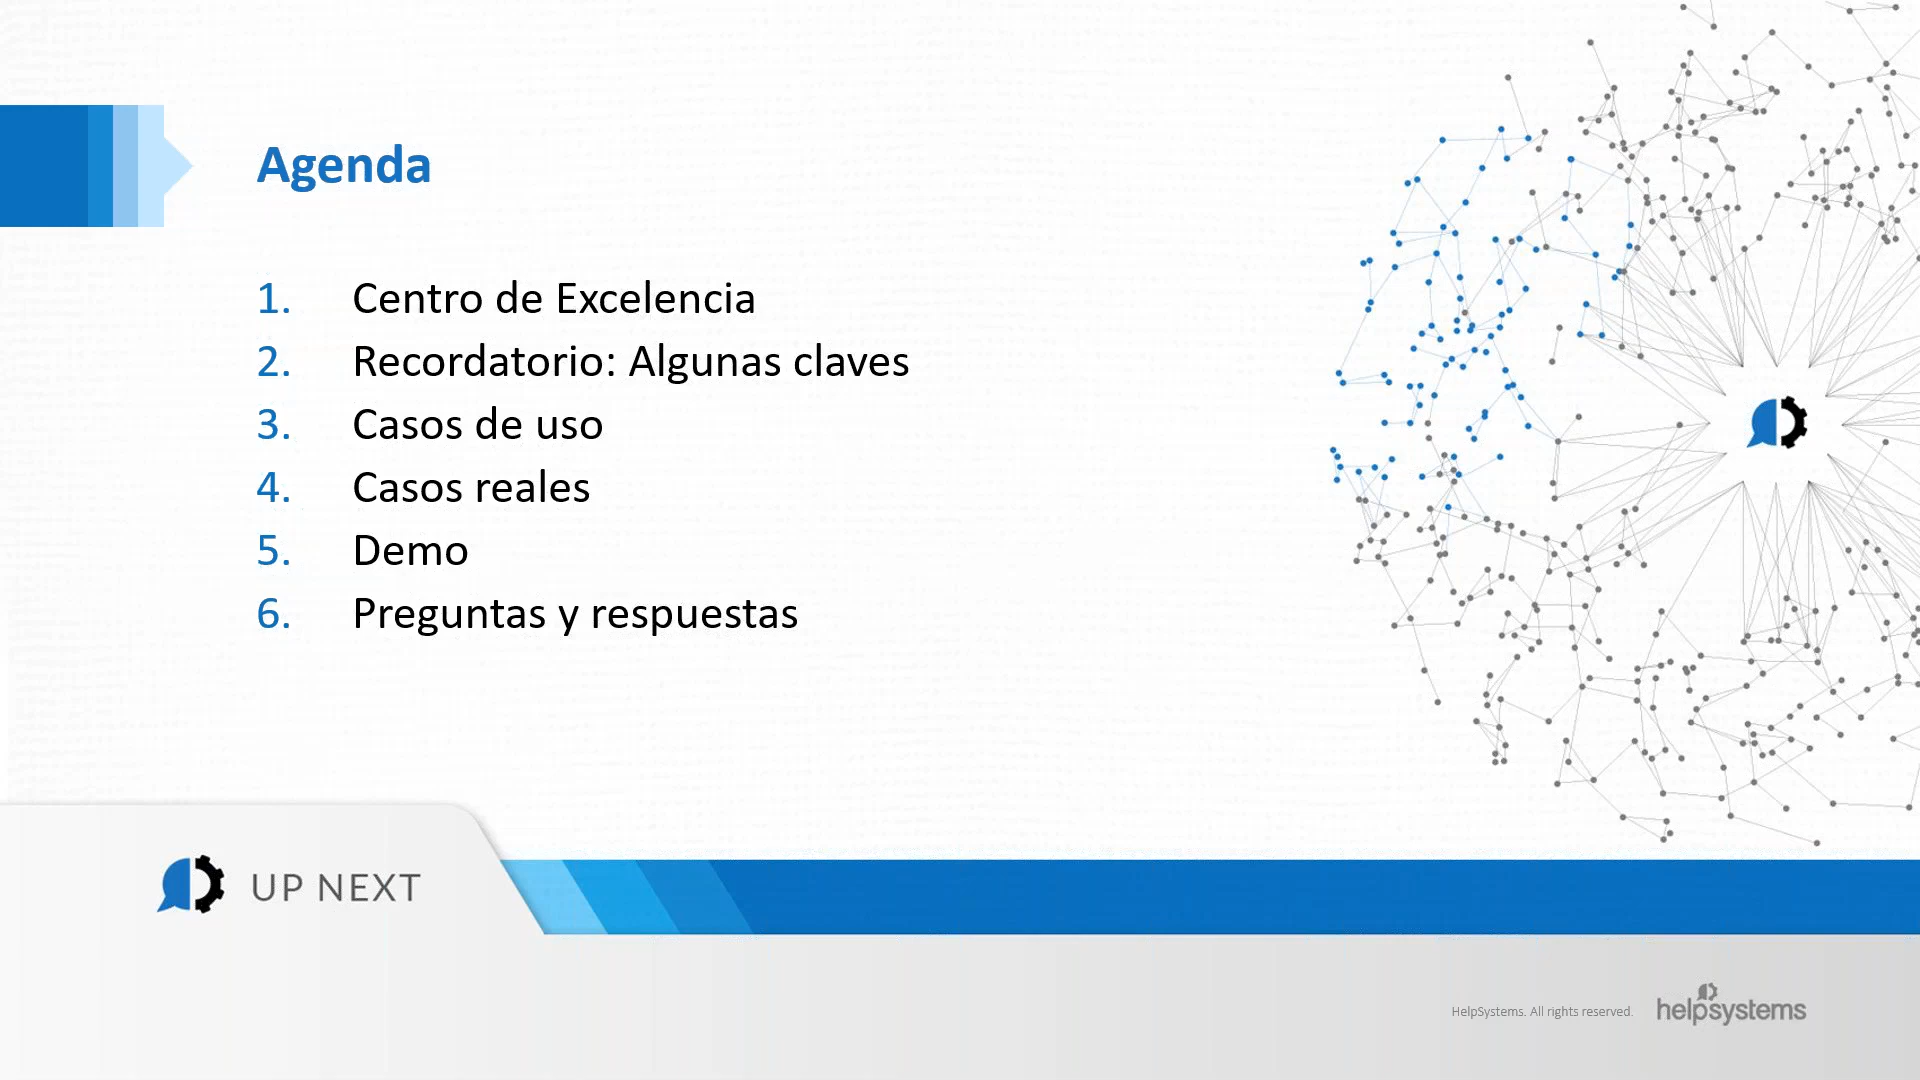 Agenda
1. Centro de Excelencia
2. Recordatorio: Algunas claves
3. Casos de uso
4. Casos reales
5. Demo
6. Preguntas y respuestas
UP NEXT
HelpSystems. All rights reserved.
helpsystems